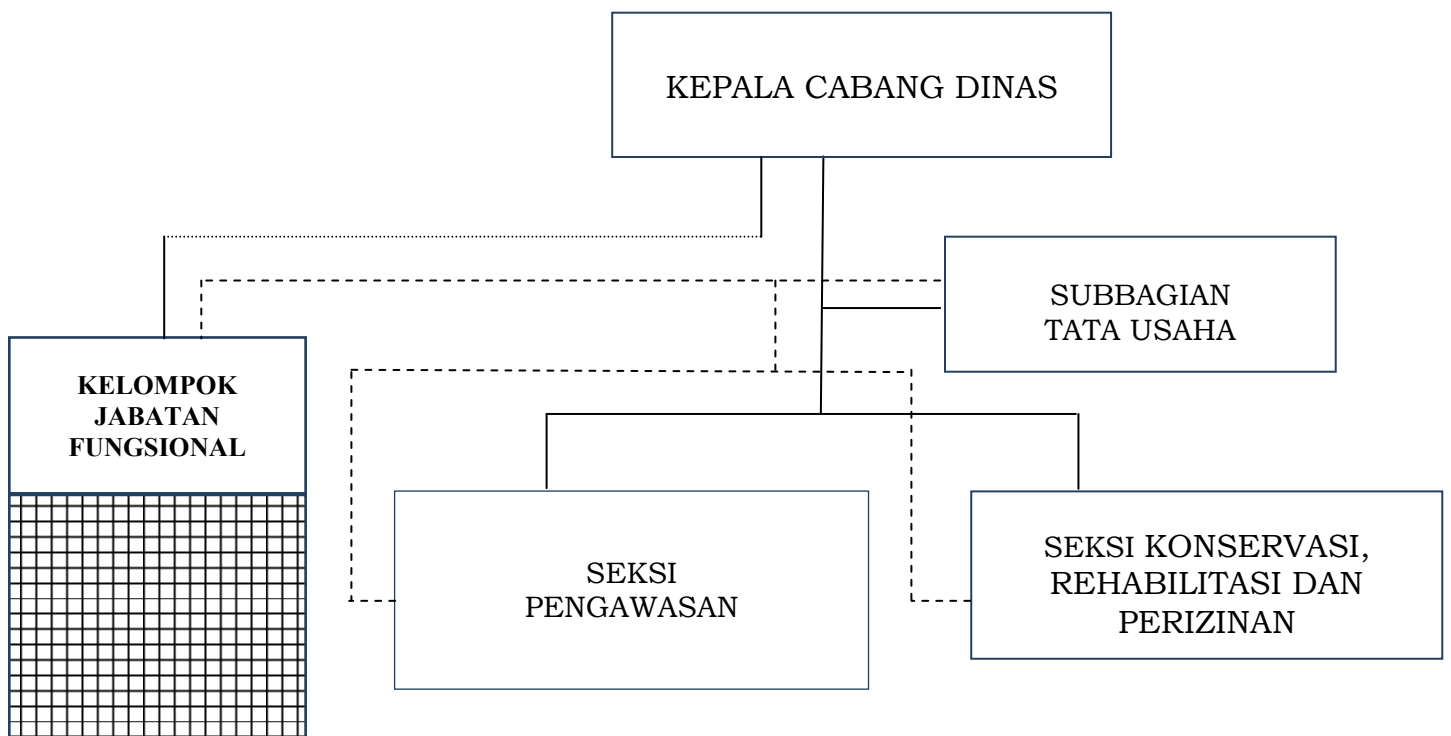 KEPALA CABANG DINAS
SUBBAGIAN
TATA USAHA
KELOMPOK
JABATAN
FUNGSIONAL
SEKSI
PENGAWASAN
SEKSI KONSERVASI,
REHABILITASI DAN
PERIZINAN